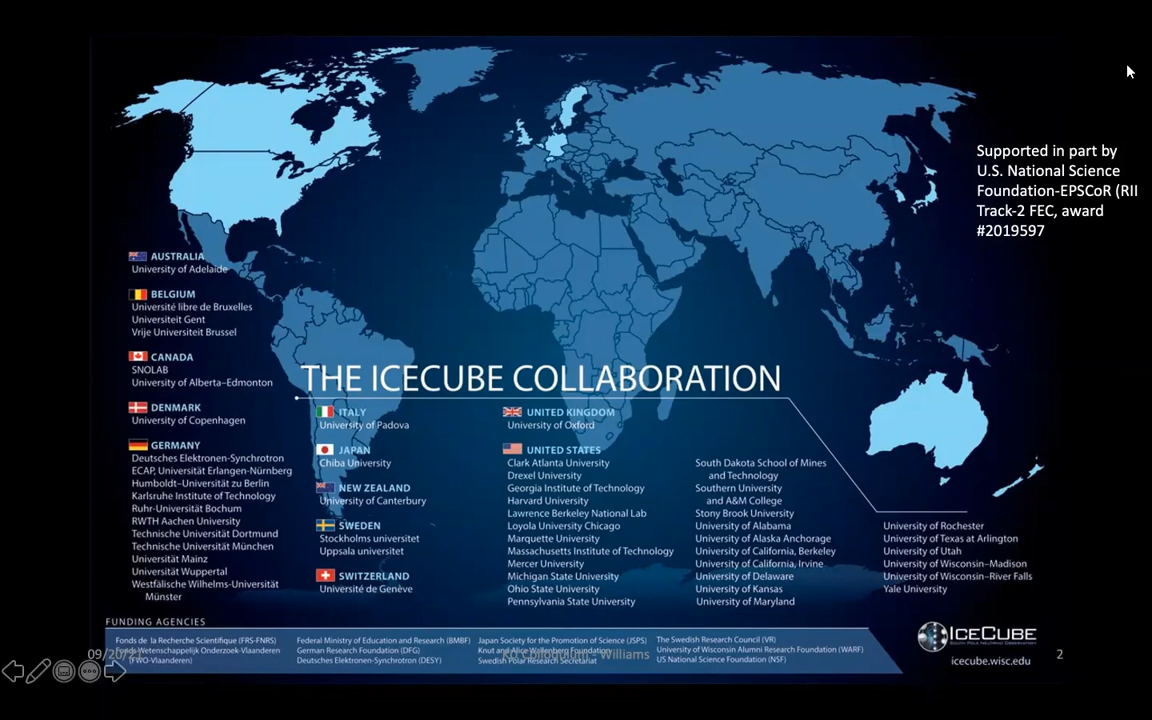 Supported in part by
U.S. National Science
Foundation-EPSCoR (RII
Track-2 FEC, award
#2019597
AUSTRALIA
University of Adelaide
BELGIUM
Université libre de Bruxelles
Universiteit Gent
Vrije Universiteit Brussel
CANADA
SNOLAB
University of Alberta–Edmonton
DENMARK
University of Copenhagen
GERMANY
Deutsches Elektronen-Synchrotron
ECAP, Universität Erlangen-Nürnberg
Humboldt–Universität zu Berlin
Karlsruhe Institute of Technology
Ruhr-Universität Bochum
RWTH Aachen University
Technische Universität Dortmund
Technische Universität München
Universität Mainz
Universität Wuppertal
Westfälische Wilhelms-Universität
Münster
THE ICECUBE COLLABORATION
ITALY
University of Padova
JAPAN
Chiba University
NEW ZEALAND
University of Canterbury
SWEDEN
Stockholms universitet
Uppsala universitet
SWITZERLAND
Université de Genève
UNITED KINGDOM
University of Oxford
UNITED STATES
Clark Atlanta University
Drexel University
Georgia Institute of Technology
Harvard University
Lawrence Berkeley National Lab
Loyola University Chicago
Marquette University
Massachusetts Institute of Technology
Mercer University
Michigan State University
Ohio State University
Pennsylvania State University
South Dakota School of Mines
and Technology
Southern University
and A&M College
Stony Brook University
University of Alabama
University of Alaska Anchorage
University of California, Berkeley
University of California, Irvine
University of Delaware
University of Kansas
University of Maryland
University of Rochester
University of Texas at Arlington
University of Utah
University of Wisconsin–Madison
University of Wisconsin–River Falls
Yale University
FUNDING AGENCIES
Fonds de la Recherche Scientifique (FRS-FNRS)
Fonds Wetenschappelijk Onderzoek-Vlaanderen
(FWO-Vlaanderen)
Federal Ministry of Education and Research (BMBF)
German Research Foundation (DFG)
Deutsches Elektronen-Synchrotron (DESY)
Japan Society for the Promotion of Science (JSPS)
Knut and Alice Wallenberg Foundation
Swedish Polar Research Secretariat
The Swedish Research Council (VR)
University of Wisconsin Alumni Research Foundation (WARF)
US National Science Foundation (NSF)
ICECUBE
SOUTH POLE NEUTRINO OBSERVATORY
icecube.wisc.edu
09/20/21
KU Colloquium - Williams
2